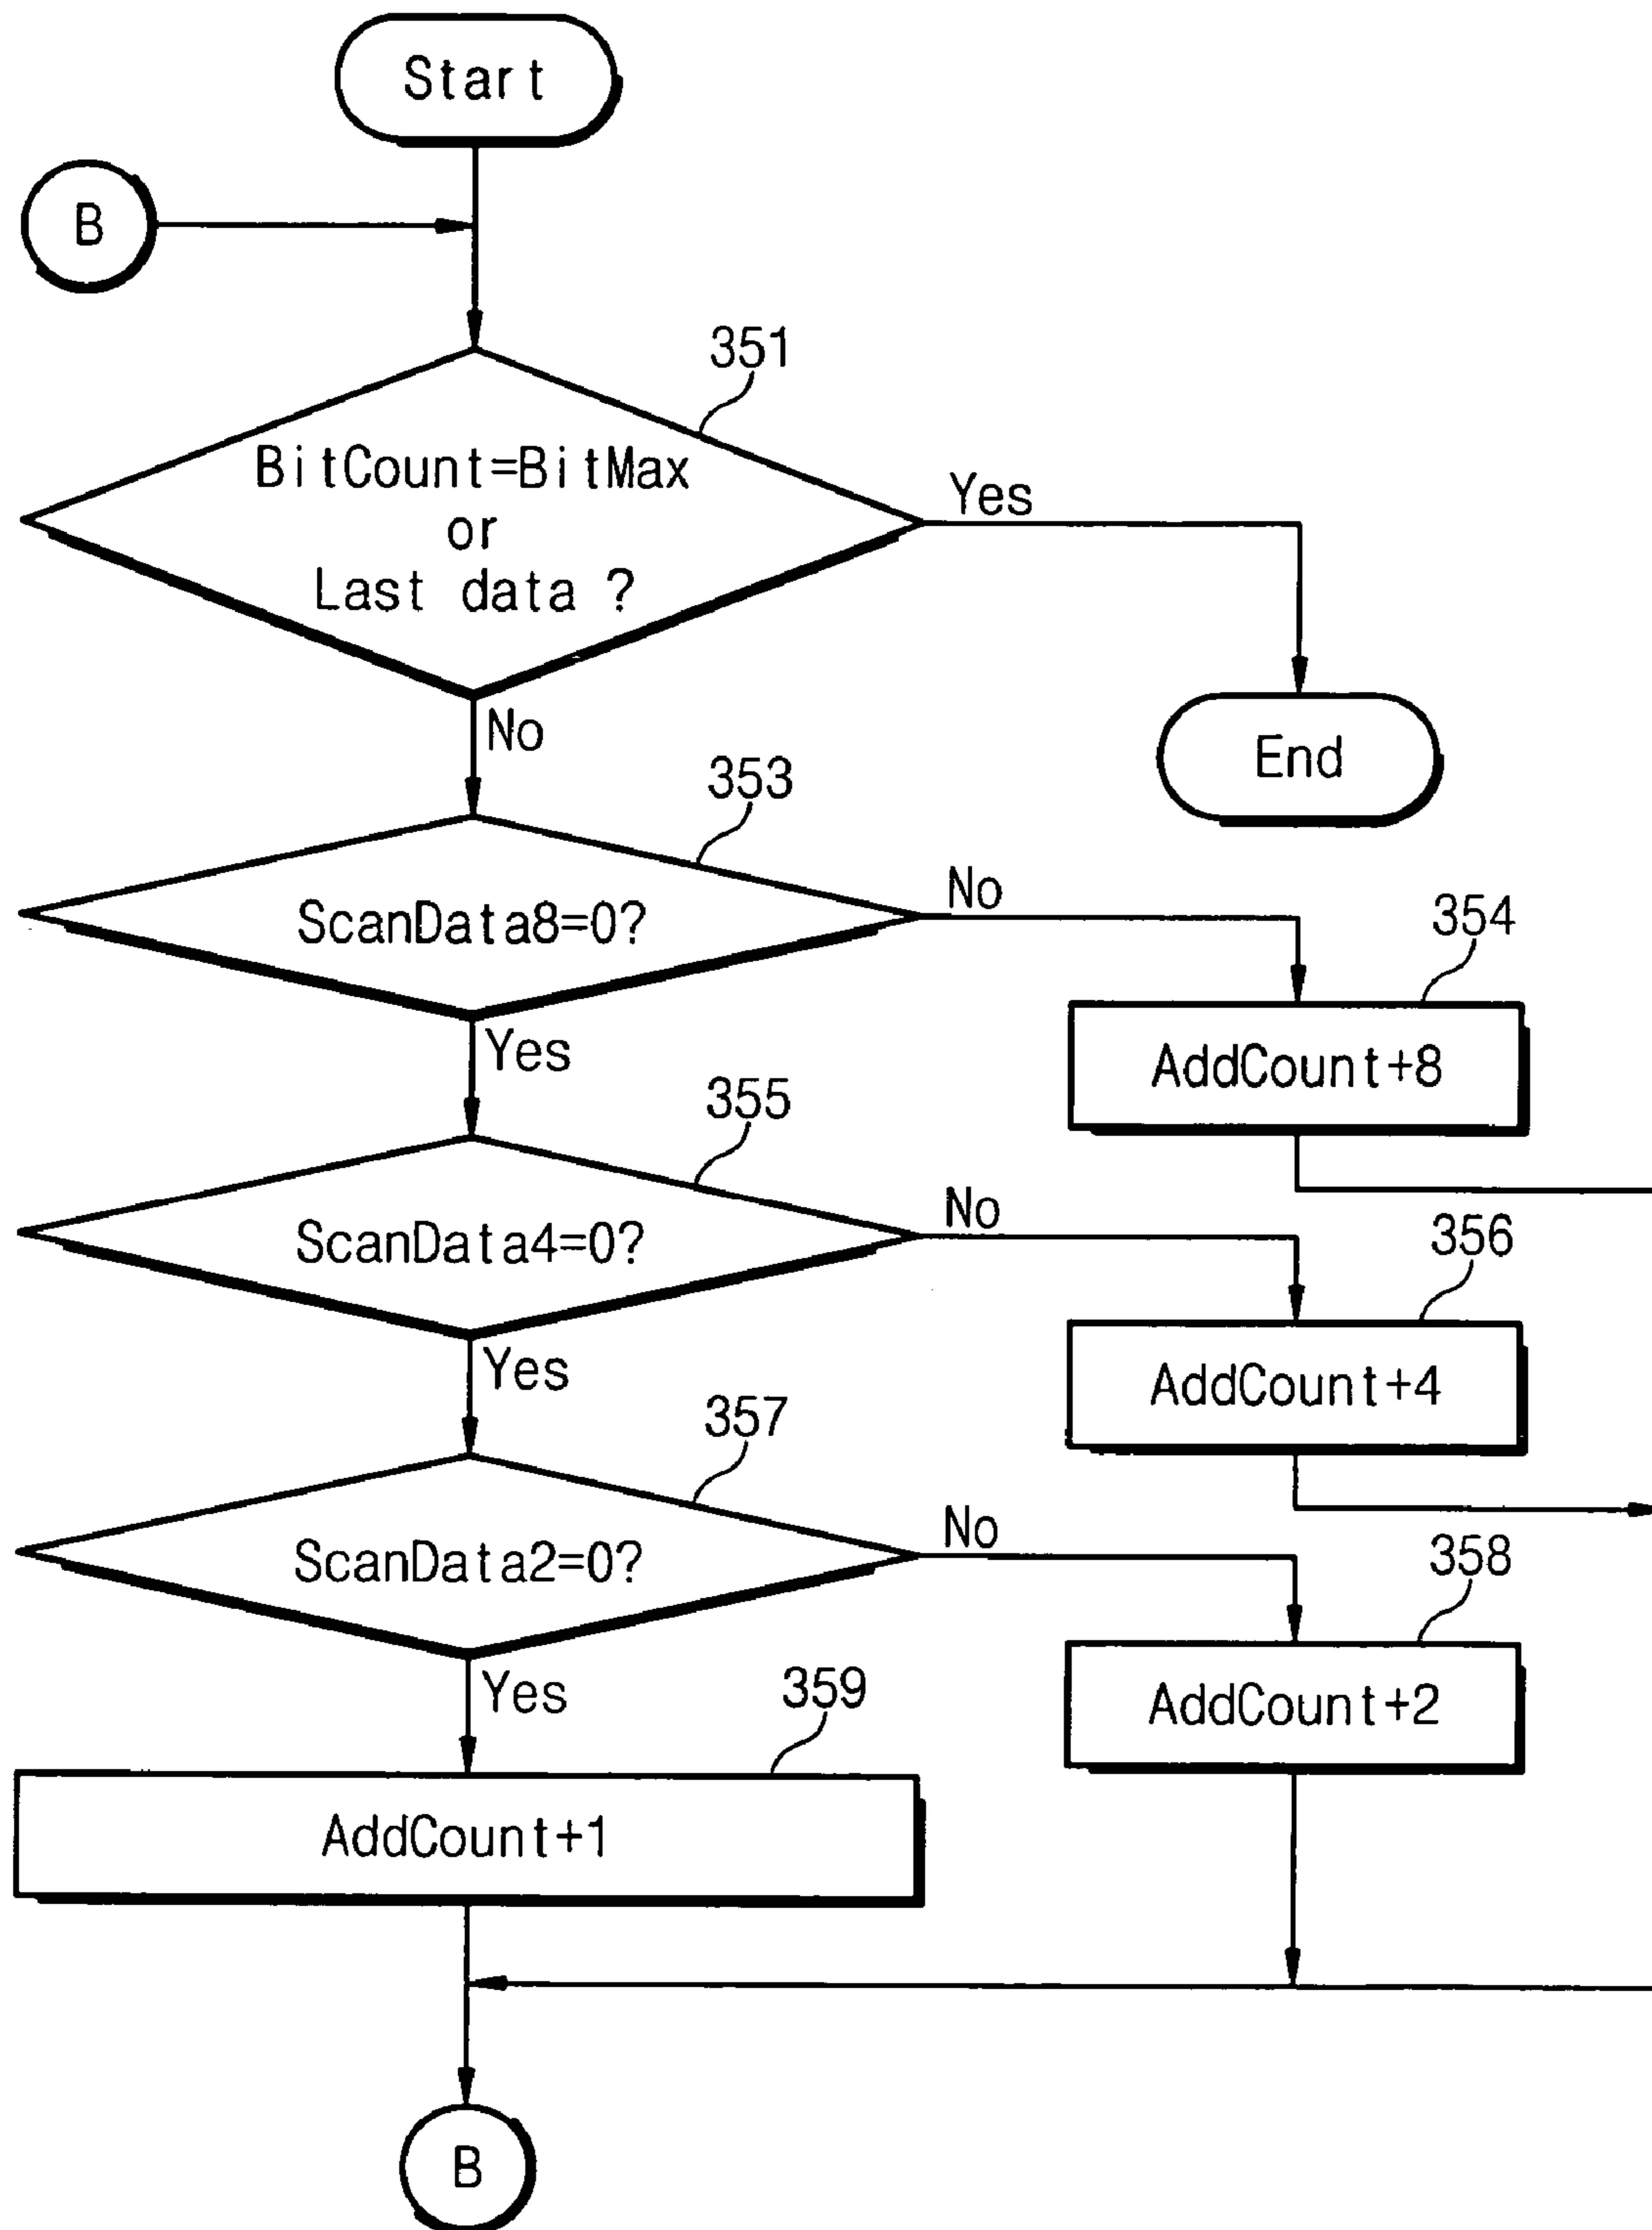 Start
B
351
BitCount=BitMax
or
Last data ?
Yes
No
End
353
ScanData8=0?
No
354
Yes
AddCount+8
355
ScanData4=0?
No
356
Yes
AddCount+4
357
ScanData2=0?
No
358
Yes
AddCount+2
359
AddCount+1
B